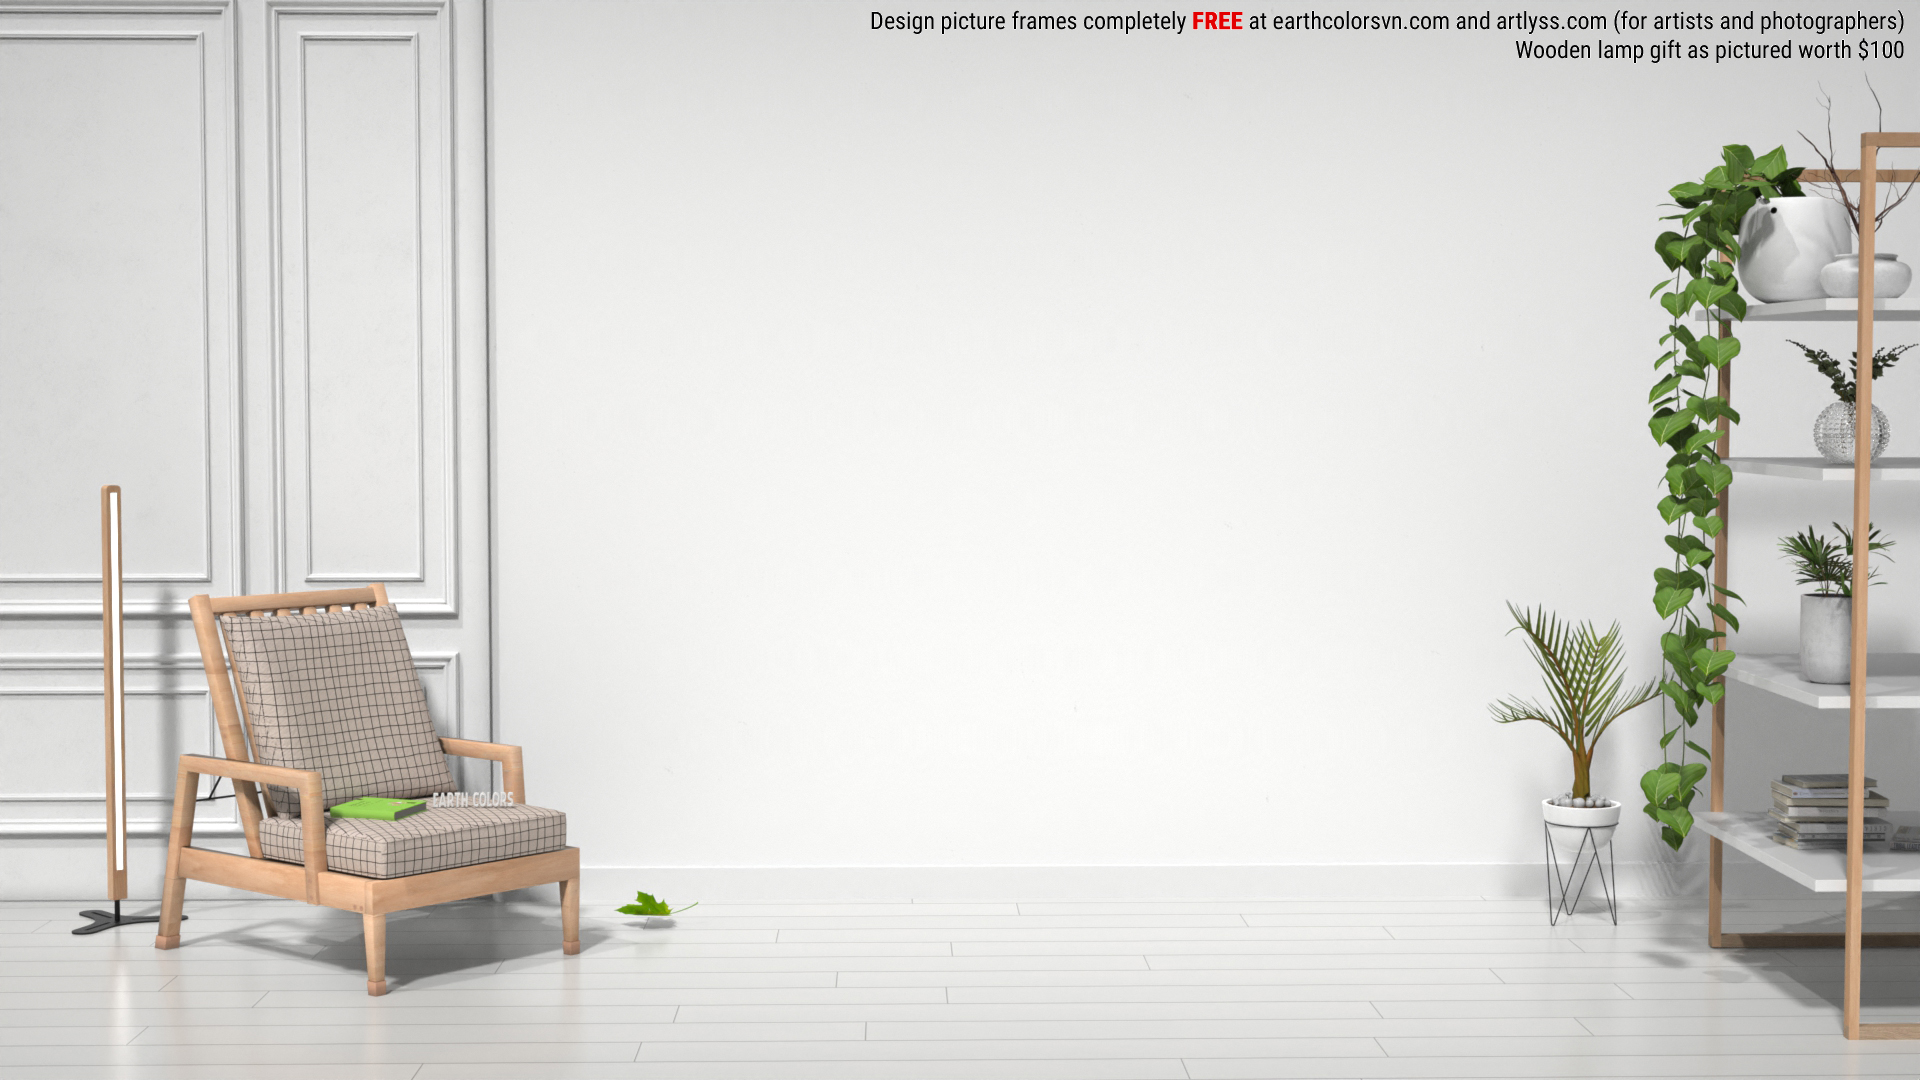 Design picture frames completely FREE at earthcolorsvn.com and artlyss.com (for artists and photographers)
Wooden lamp gift as pictured worth $100
EARTH COLORS